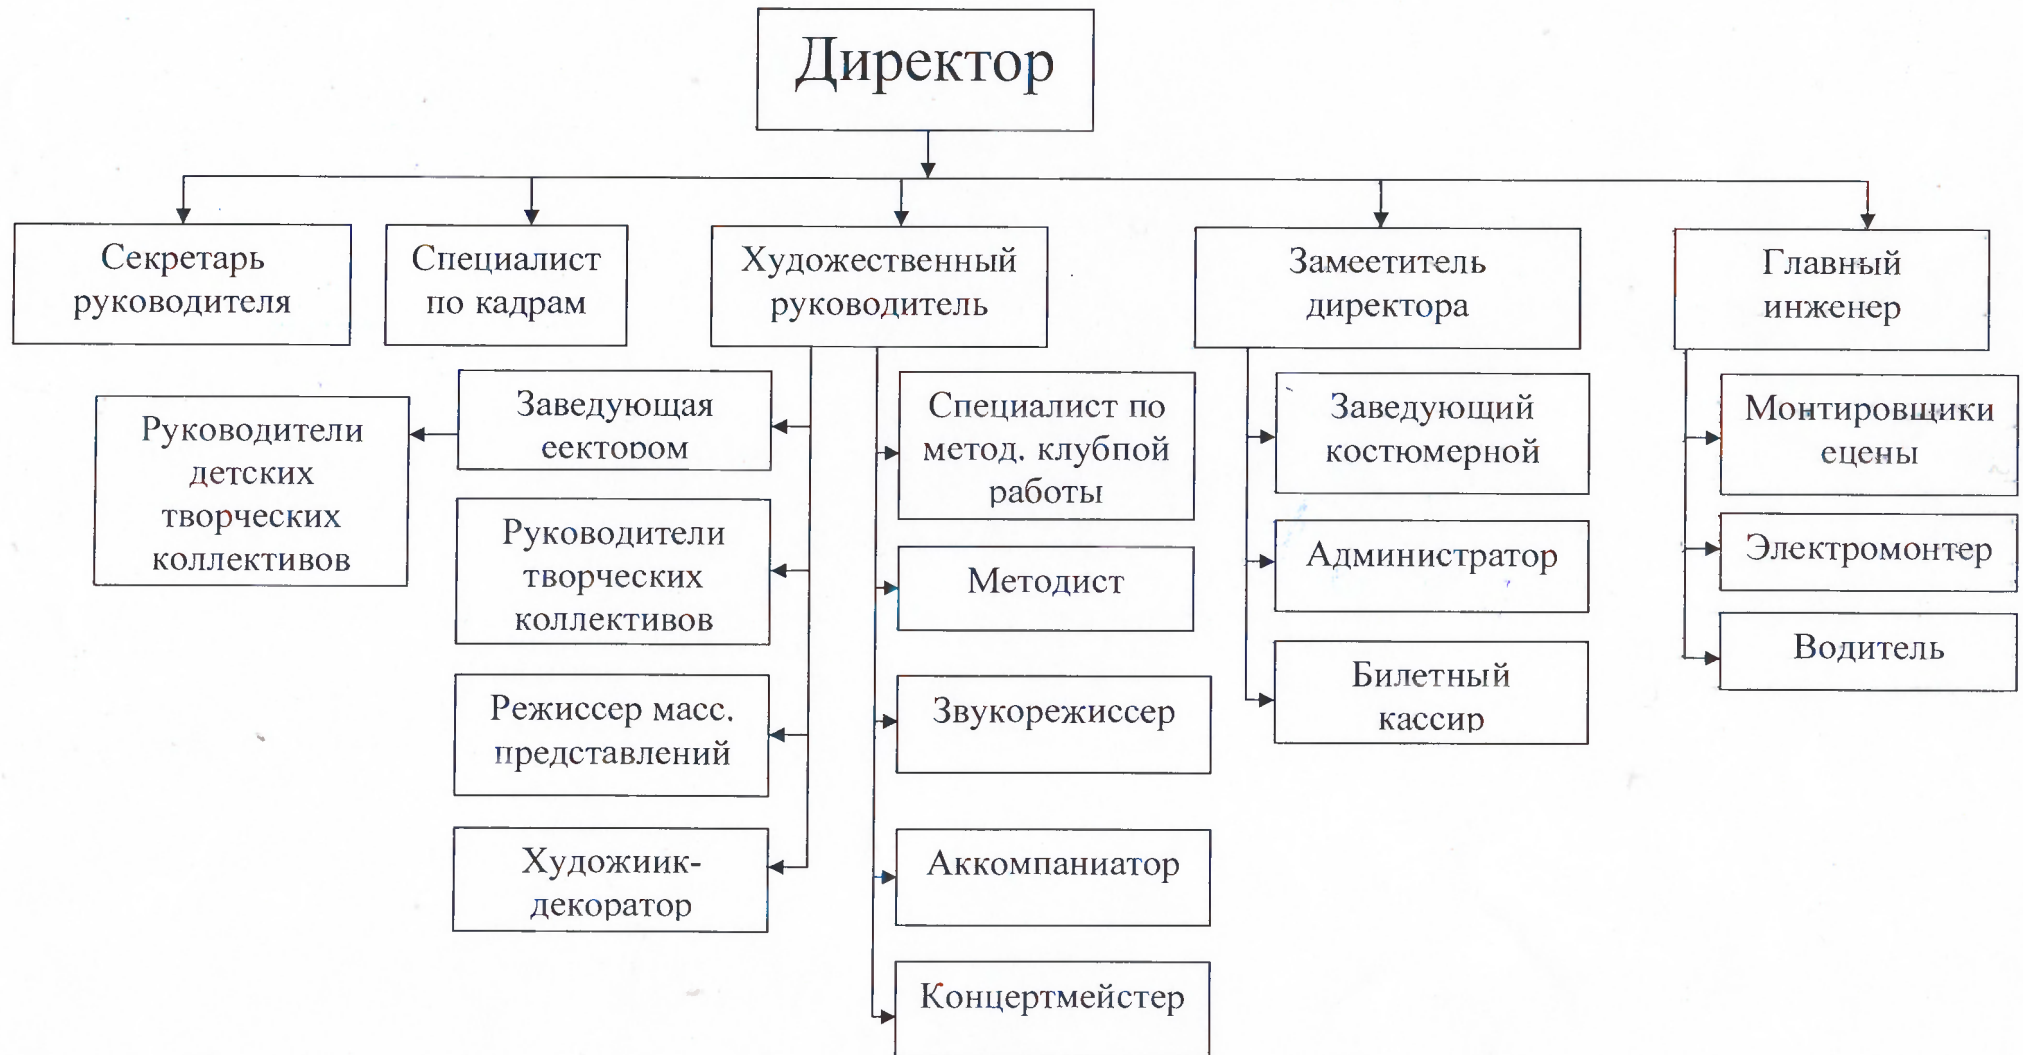 Директор
Секретарь
руководителя
Специалист
по кадрам
Художественный
руководитель
Замеетитель
директора
Главный
инженер
Руководители
детских
творческих
коллективов
Заведующая
еектором
Руководители
творческих
коллективов
Режиссер масс.
представлений
Художиик-
декоратор
Специалист по
метод. клубпой
работы
Методист
Звукорежиссер
Аккомпаниатор
Концертмейстер
Заведующий
костюмерной
Администратор
Билетный
кассир
Монтировщики
ецены
Электромонтер
Водитель